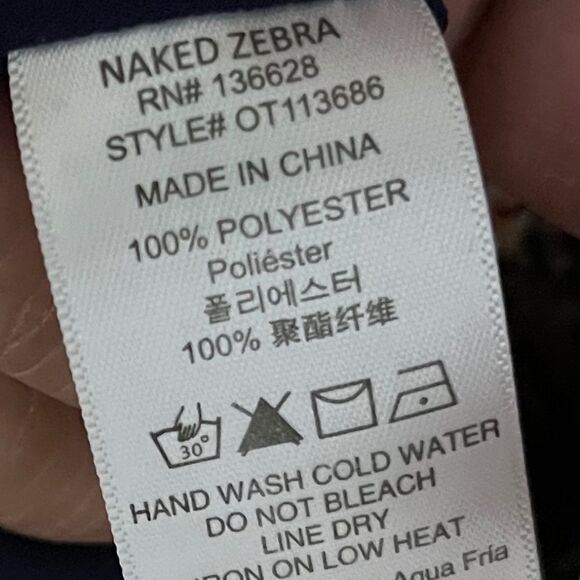 NAKED ZEBRA
RN# 136628
STYLE# OT113686
MADE IN CHINA
100% POLYESTER
Poliéster
폴리에스터
100% 聚酯纤维
30°
HAND WASH COLD WATER
DO NOT BLEACH
LINE DRY
IRON ON LOW HEAT
Agua Fría